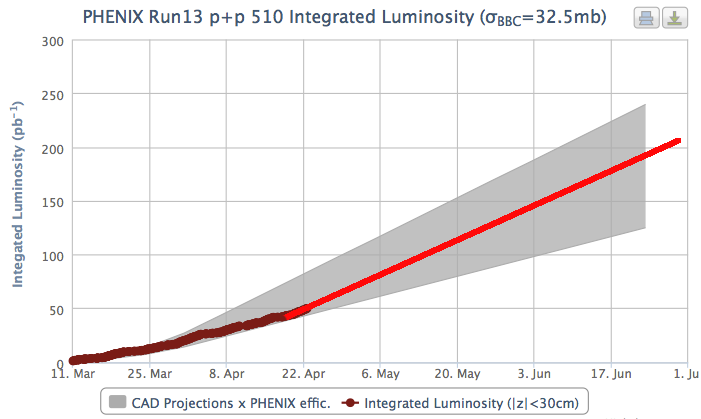 PHENIX Run13 p+p 510 Integrated Luminosity (σBBC=32.5mb)
300
250
200
150
100
50
0
Integated Luminosity (pb⁻¹)
11. Mar 25. Mar 8. Apr 22. Apr 6. May 20. May 3. Jun 17. Jun 1. Ju
CAD Projections x PHENIX effic. Integrated Luminosity (|z|<30cm)